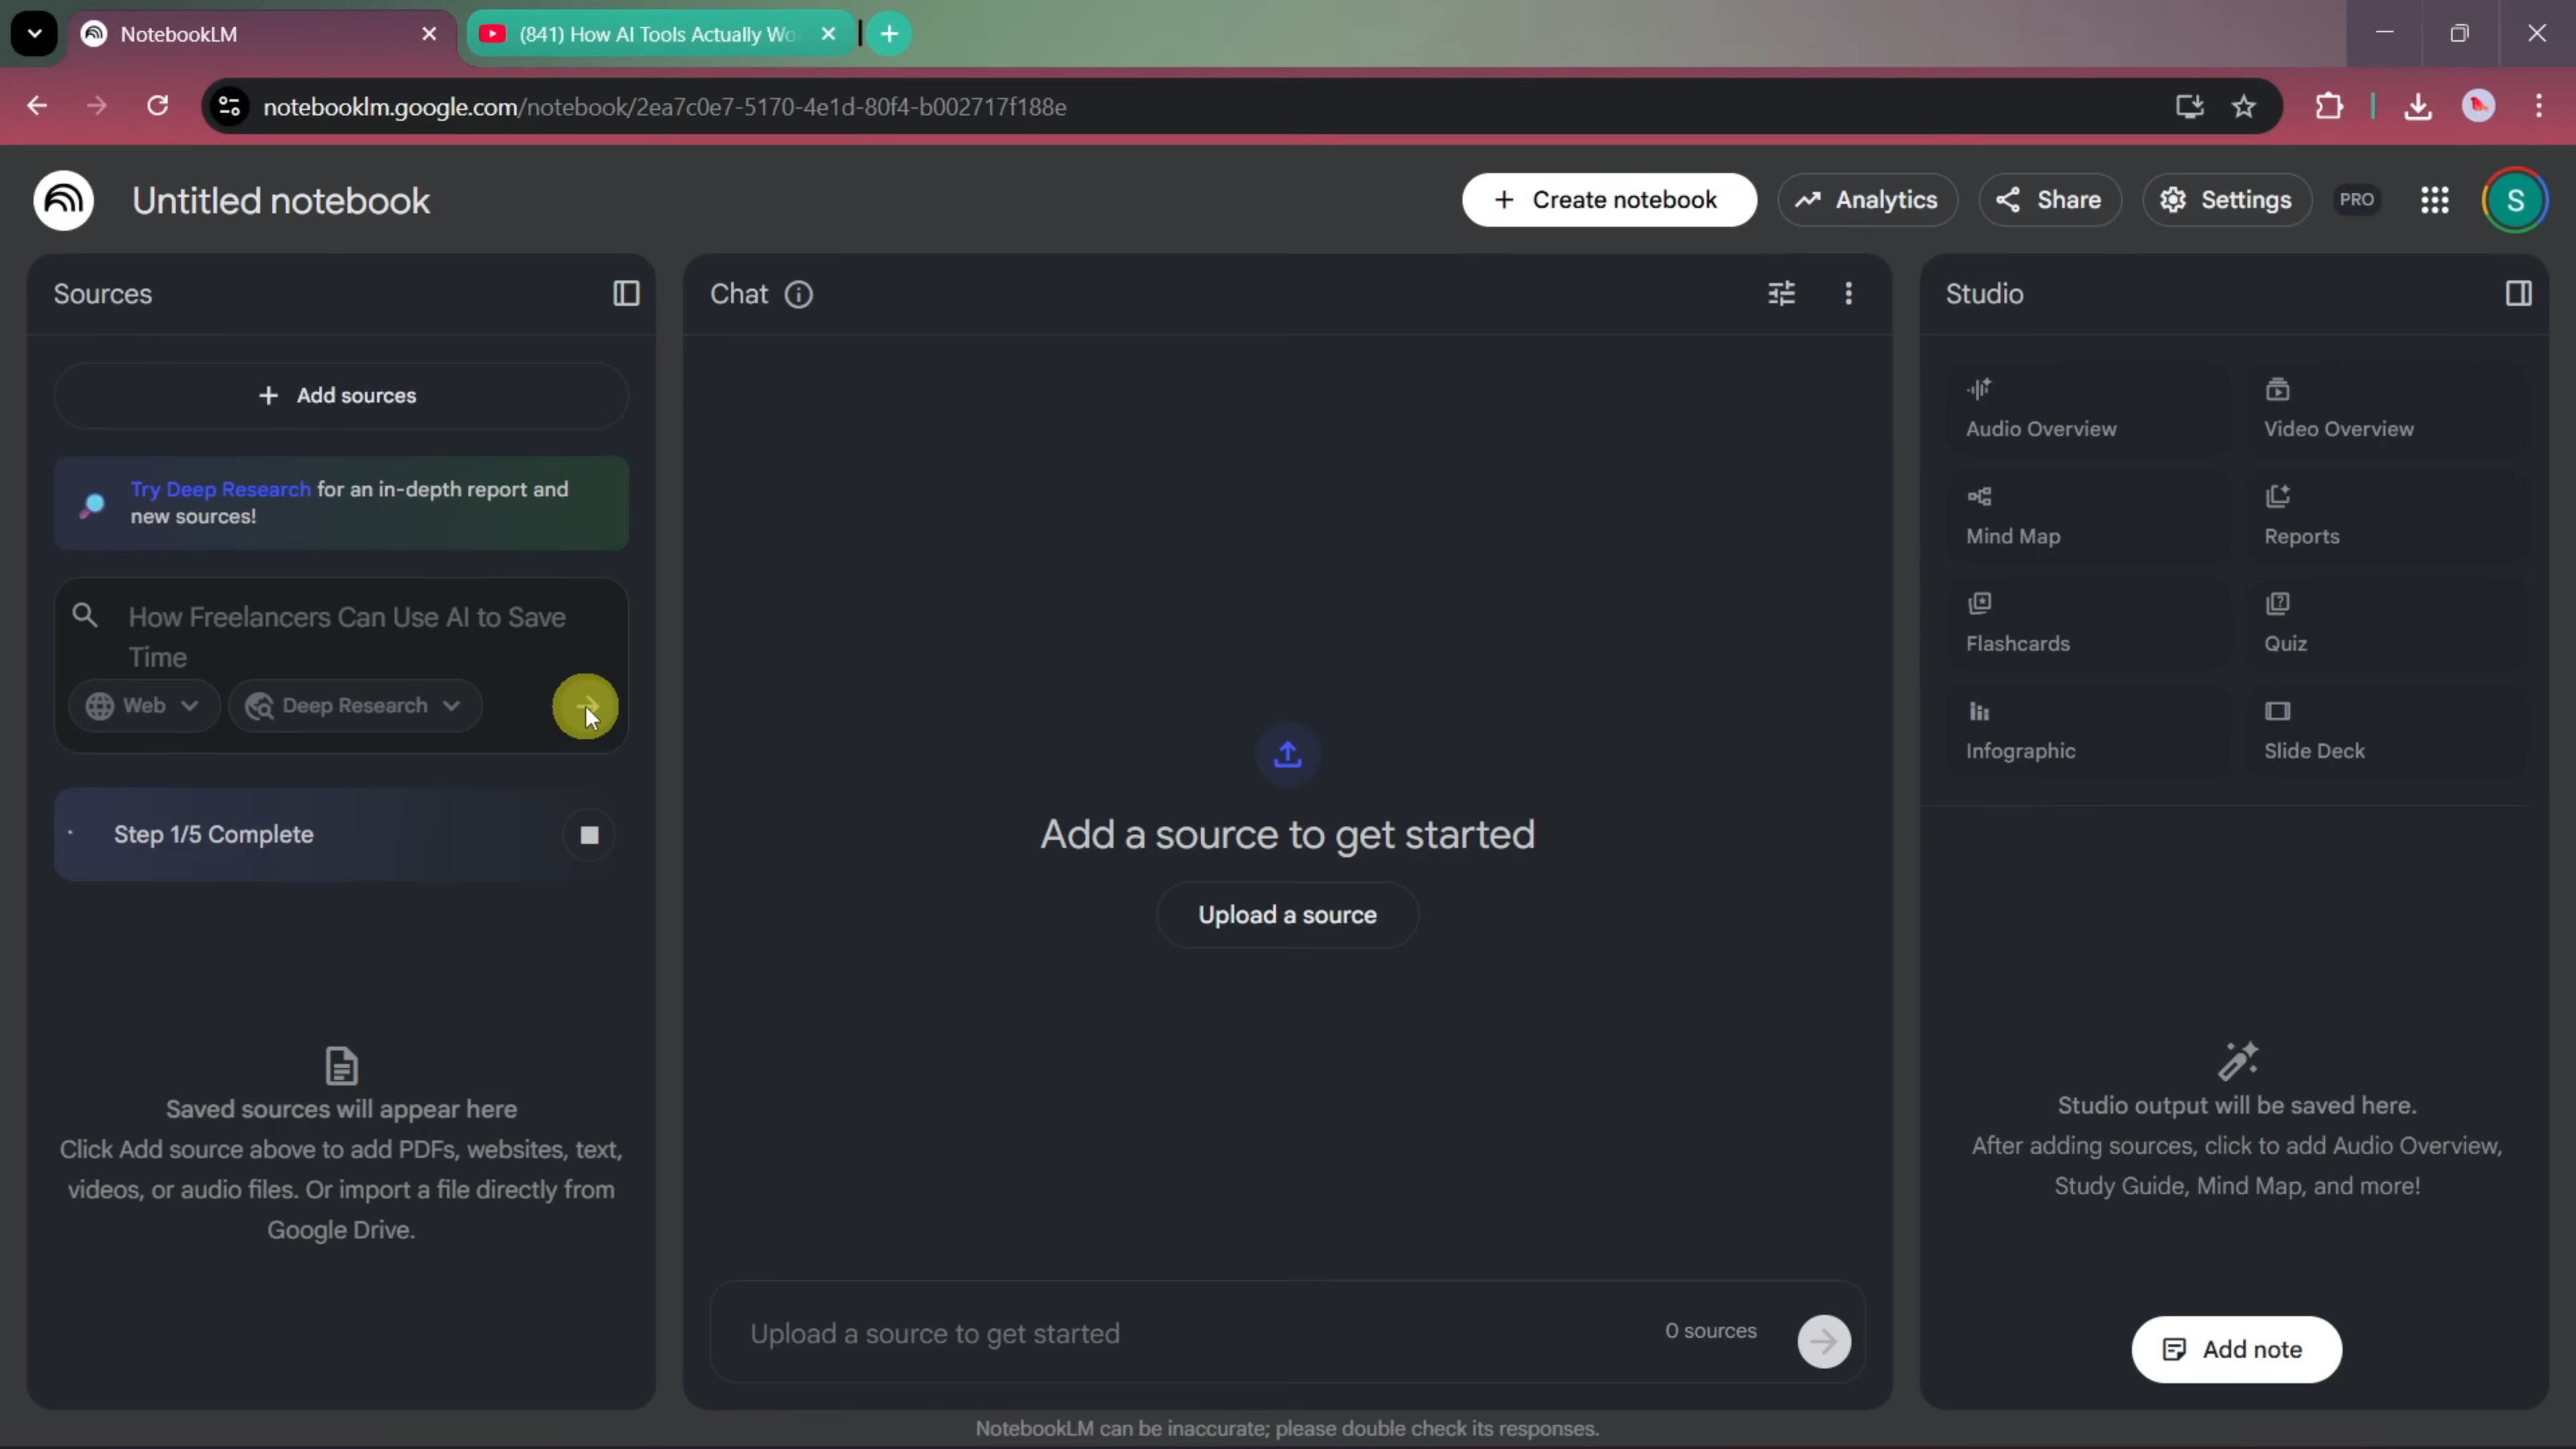 NotebookLM
(841) How AI Tools Actually Wo
notebooklm.google.com/notebook/2ea7c0e7-5170-4e1d-80f4-b002717f188e
Untitled notebook
Create notebook
Analytics
Share
Settings
PRO
S
Sources
Add sources
Try Deep Research for an in-depth report and
new sources!
How Freelancers Can Use AI to Save
Time
Web
Deep Research
Step 1/5 Complete
Saved sources will appear here
Click Add source above to add PDFs, websites, text,
videos, or audio files. Or import a file directly from
Google Drive.
Chat
Add a source to get started
Upload a source
Upload a source to get started
0 sources
NotebookLM can be inaccurate; please double check its responses.
Studio
Audio Overview
Video Overview
Mind Map
Reports
Flashcards
Quiz
Infographic
Slide Deck
Studio output will be saved here.
After adding sources, click to add Audio Overview,
Study Guide, Mind Map, and more!
Add note